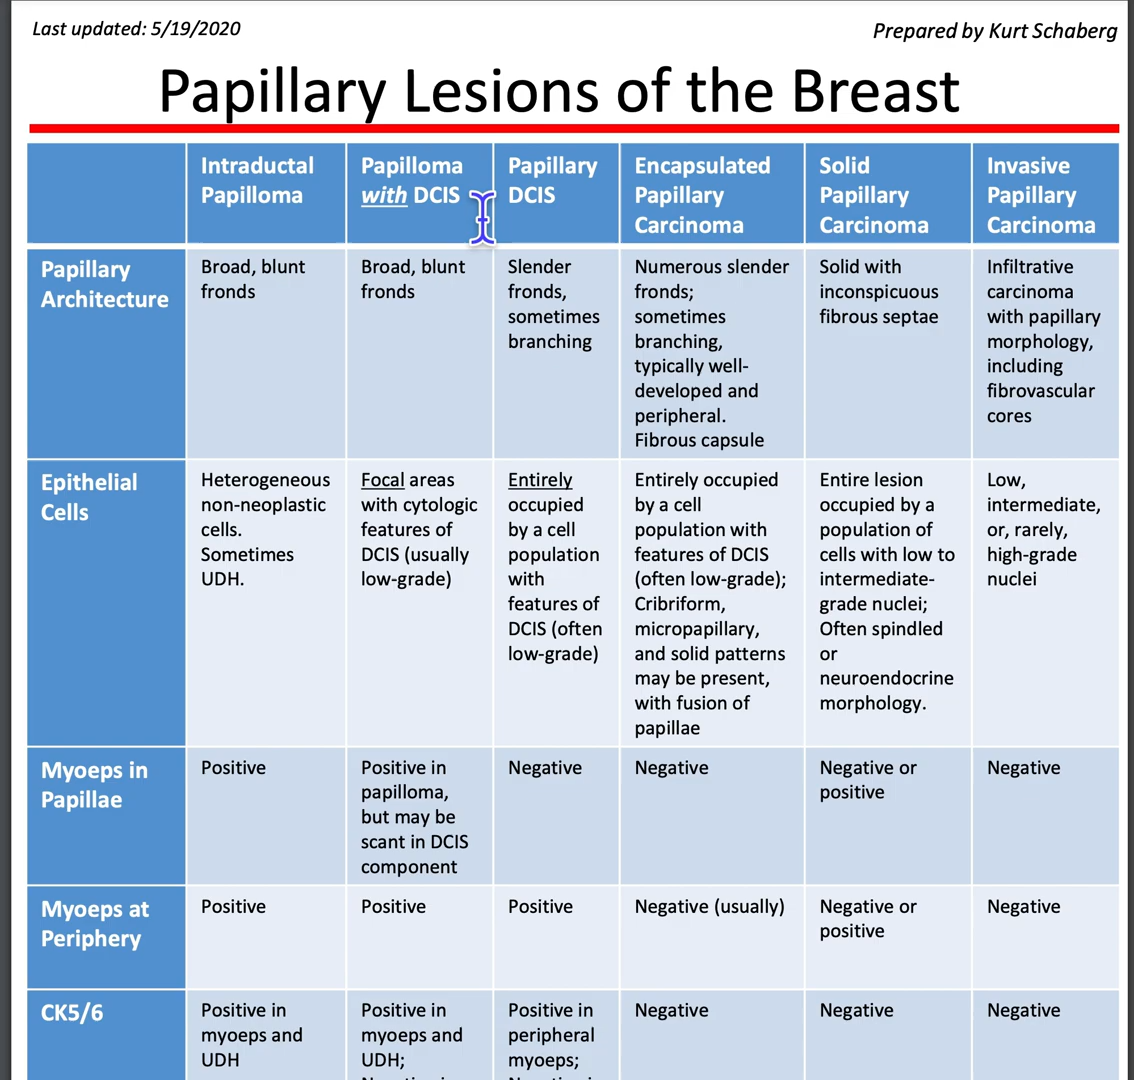 Last updated: 5/19/2020
Prepared by Kurt Schaberg
Papillary Lesions of the Breast
Intraductal
Papilloma
Papilloma
with DCIS
Papillary
DCIS
Encapsulated
Papillary
Carcinoma
Solid
Papillary
Carcinoma
Invasive
Papillary
Carcinoma
Papillary
Architecture
Broad, blunt
fronds
Broad, blunt
fronds
Slender
fronds,
sometimes
branching
Numerous slender
fronds;
sometimes
branching,
typically well-
developed and
peripheral.
Fibrous capsule
Solid with
inconspicuous
fibrous septae
Infiltrative
carcinoma
with papillary
morphology,
including
fibrovascular
cores
Epithelial
Cells
Heterogeneous
non-neoplastic
cells.
Sometimes
UDH.
Focal areas
with cytologic
features of
DCIS (usually
low-grade)
Entirely
occupied
by a cell
population
with
features of
DCIS (often
low-grade)
Entirely occupied
by a cell
population with
features of DCIS
(often low-grade);
Cribriform,
micropapillary,
and solid patterns
may be present,
with fusion of
papillae
Entire lesion
occupied by a
population of
cells with low to
intermediate-
grade nuclei;
Often spindled
or
neuroendocrine
morphology.
Low,
intermediate,
or, rarely,
high-grade
nuclei
Myoeps in
Papillae
Positive
Positive in
papilloma,
but may be
scant in DCIS
component
Negative
Negative
Negative or
positive
Negative
Myoeps at
Periphery
Positive
Positive
Positive
Negative (usually)
Negative or
positive
Negative
CK5/6
Positive in
myoeps and
UDH
Positive in
myoeps and
UDH;
Positive in
peripheral
myoeps;
Negative
Negative
Negative